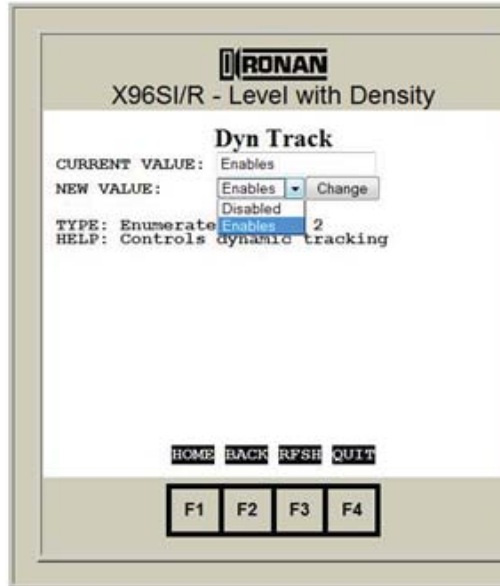 RONAN
X96SI/R - Level with Density
Dyn Track
CURRENT VALUE: Enables
NEW VALUE: Enables Change
Disabled
TYPE: Enumerate Enables 2
HELP: Controls dynamic tracking
HOME BACK RFSH QUIT
F1 F2 F3 F4